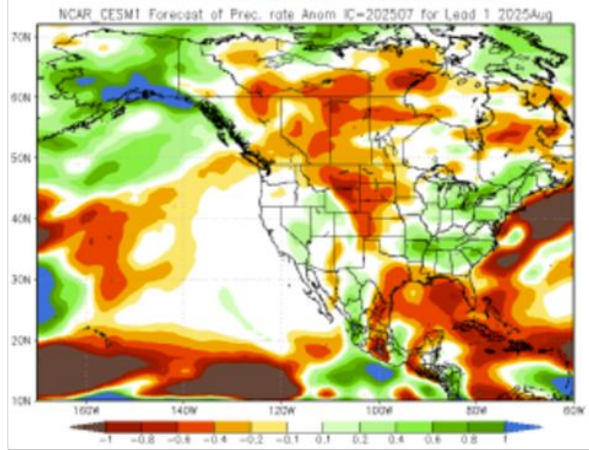 NCAR_CESM1 Forecast of Prec. rate Anom IC=202507 for Lead 1 2025Aug
70N
60N
50N
40N
30N
20N
10N
160W 140W 120W 100W 80W 60W
-1 -0.8 -0.6 -0.4 -0.2 -0.1 0.1 0.2 0.4 0.6 0.8 1